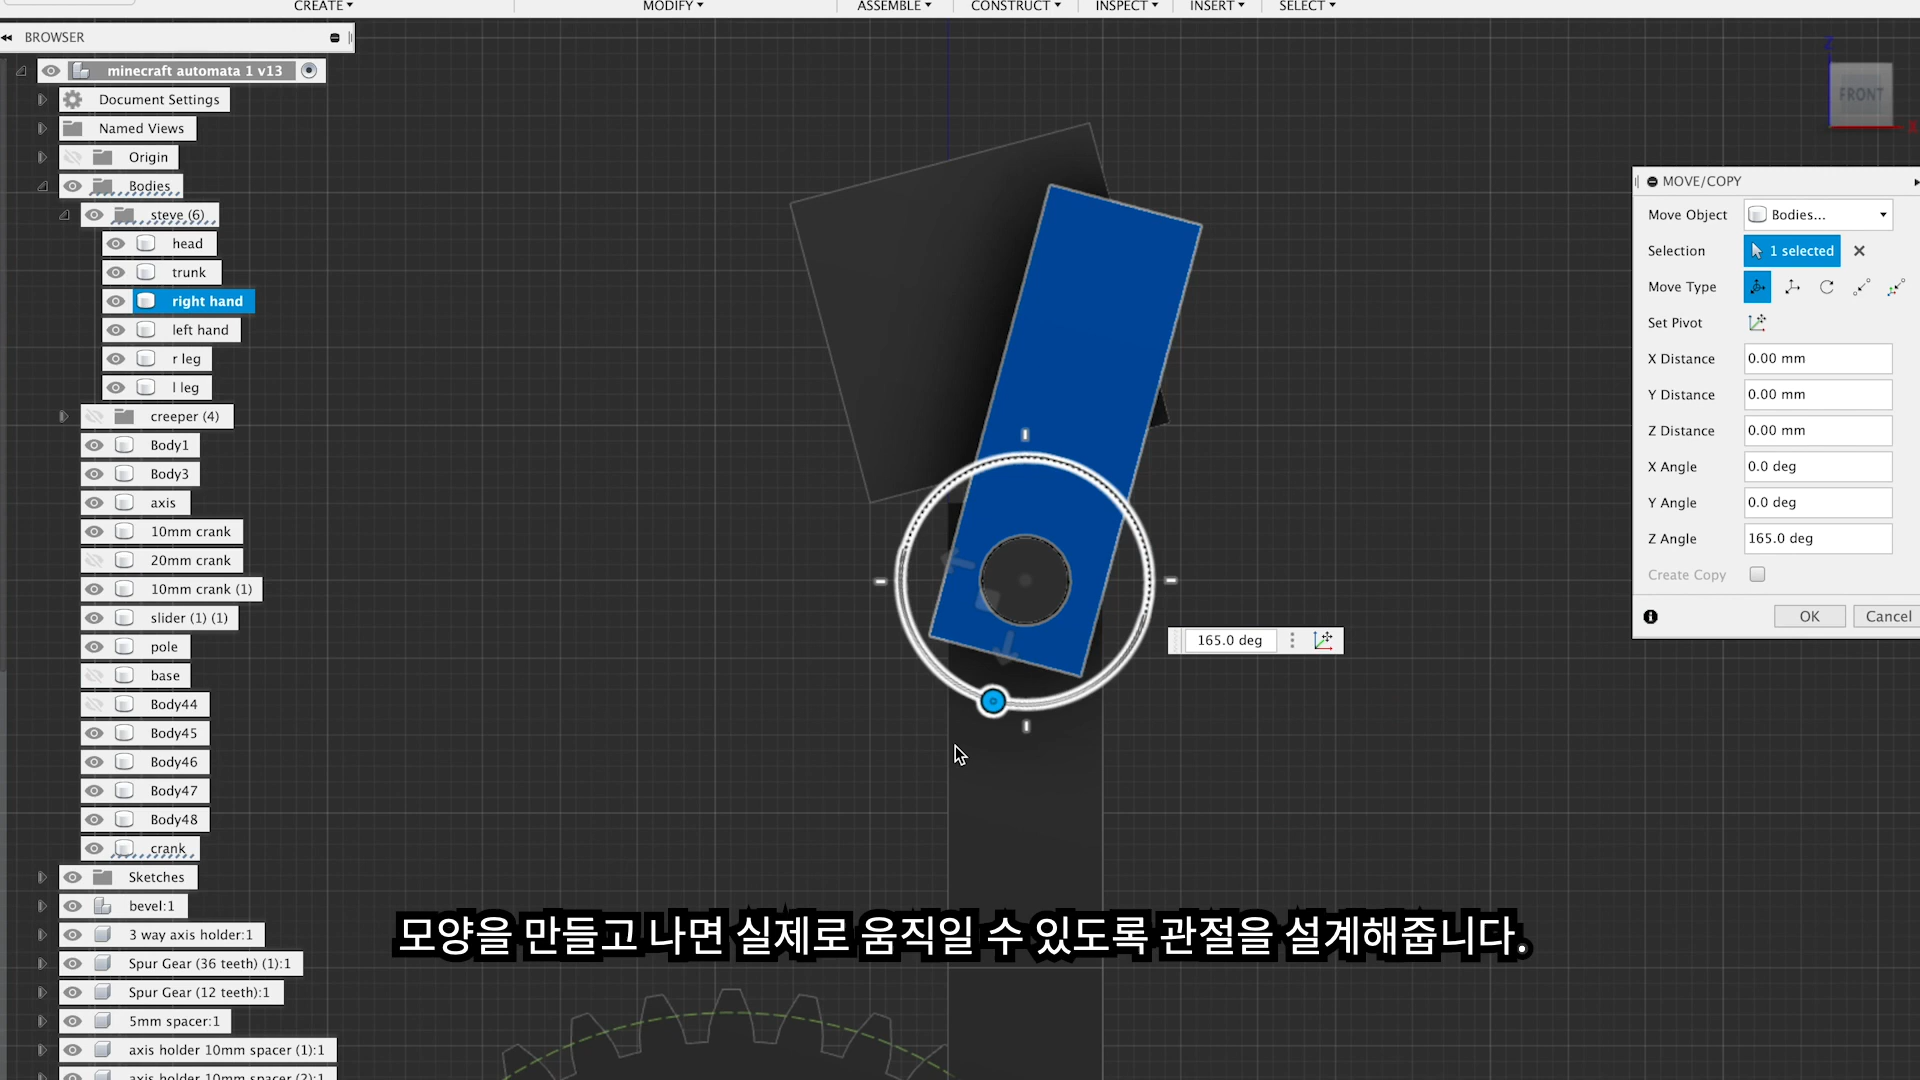 CREATE MODIFY ASSEMBLE CONSTRUCT INSPECT INSERT SELECT
BROWSER
minecraft automata 1 v13
Document Settings
Named Views
Origin
Bodies
steve (6)
head
trunk
right hand
left hand
r leg
l leg
creeper (4)
Body1
Body3
axis
10mm crank
20mm crank
10mm crank (1)
slider (1) (1)
pole
base
Body44
Body45
Body46
Body47
Body48
crank
Sketches
bevel:1
3 way axis holder:1
Spur Gear (36 teeth) (1):1
Spur Gear (12 teeth):1
5mm spacer:1
axis holder 10mm spacer (1):1
axis holder 10mm spacer (2):1
Z
FRONT
MOVE/COPY
Move Object Bodies...
Selection 1 selected
Move Type
Set Pivot
X Distance 0.00 mm
Y Distance 0.00 mm
Z Distance 0.00 mm
X Angle 0.0 deg
Y Angle 0.0 deg
Z Angle 165.0 deg
Create Copy
OK Cancel
165.0 deg
모양을 만들고 나면 실제로 움직일 수 있도록 관절을 설계해줍니다.